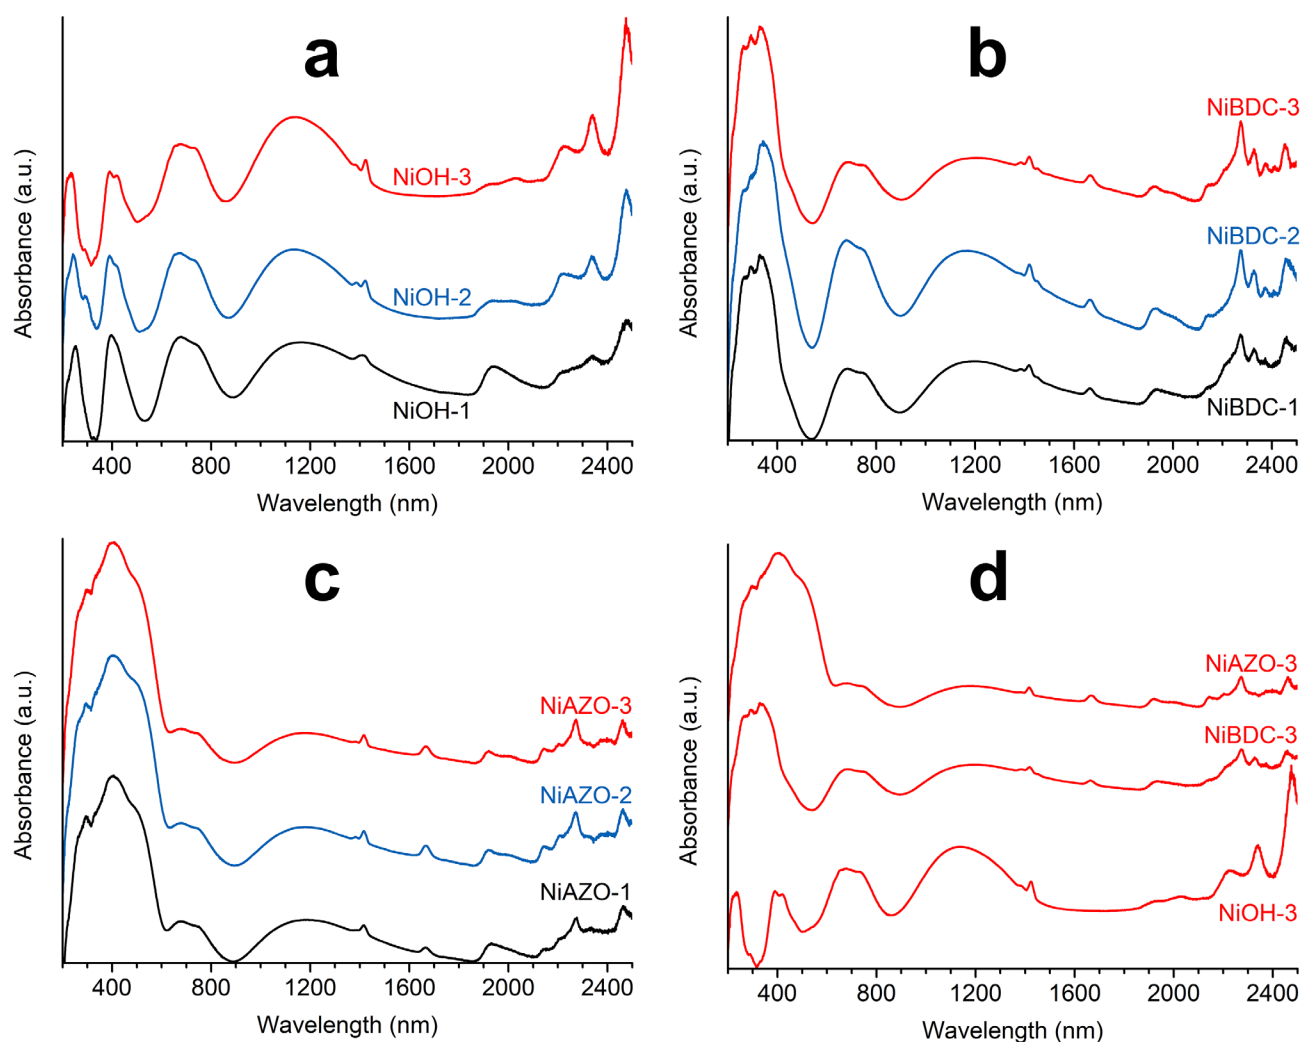 a
Absorbance (a.u.)
NiOH-3
NiOH-2
NiOH-1
400 800 1200 1600 2000 2400
Wavelength (nm)
b
Absorbance (a.u.)
NiBDC-3
NiBDC-2
NiBDC-1
400 800 1200 1600 2000 2400
Wavelength (nm)
c
Absorbance (a.u.)
NiAZO-3
NiAZO-2
NiAZO-1
400 800 1200 1600 2000 2400
Wavelength (nm)
d
Absorbance (a.u.)
NiAZO-3
NiBDC-3
NiOH-3
400 800 1200 1600 2000 2400
Wavelength (nm)